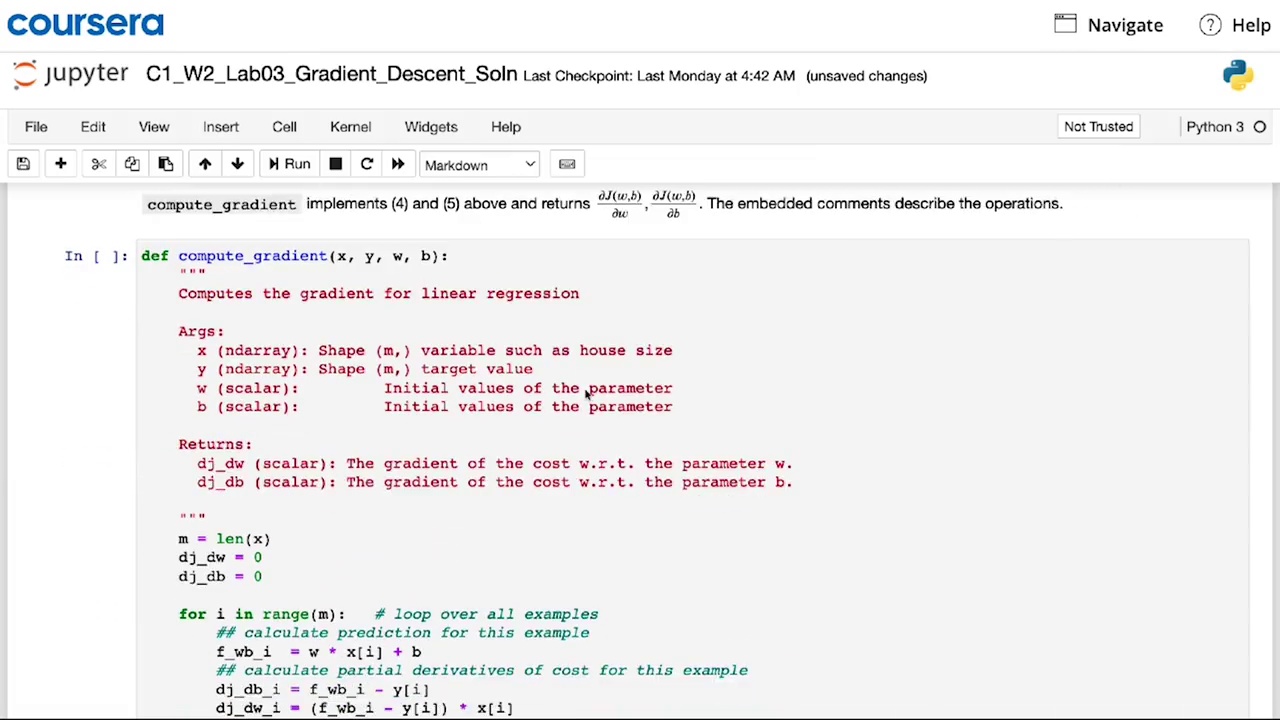 coursera
Navigate
Help
jupyter C1_W2_Lab03_Gradient_Descent_Soln Last Checkpoint: Last Monday at 4:42 AM (unsaved changes)
File Edit View Insert Cell Kernel Widgets Help Not Trusted Python 3
Run Markdown
compute_gradient implements (4) and (5) above and returns ∂J(w,b)/∂w, ∂J(w,b)/∂b. The embedded comments describe the operations.
In [ ]: def compute_gradient(x, y, w, b):
"""
Computes the gradient for linear regression
Args:
x (ndarray): Shape (m,) variable such as house size
y (ndarray): Shape (m,) target value
w (scalar): Initial values of the parameter
b (scalar): Initial values of the parameter
Returns:
dj_dw (scalar): The gradient of the cost w.r.t. the parameter w.
dj_db (scalar): The gradient of the cost w.r.t. the parameter b.
"""
m = len(x)
dj_dw = 0
dj_db = 0
for i in range(m): # loop over all examples
## calculate prediction for this example
f_wb_i = w * x[i] + b
## calculate partial derivatives of cost for this example
dj_db_i = f_wb_i - y[i]
dj_dw_i = (f_wb_i - y[i]) * x[i]